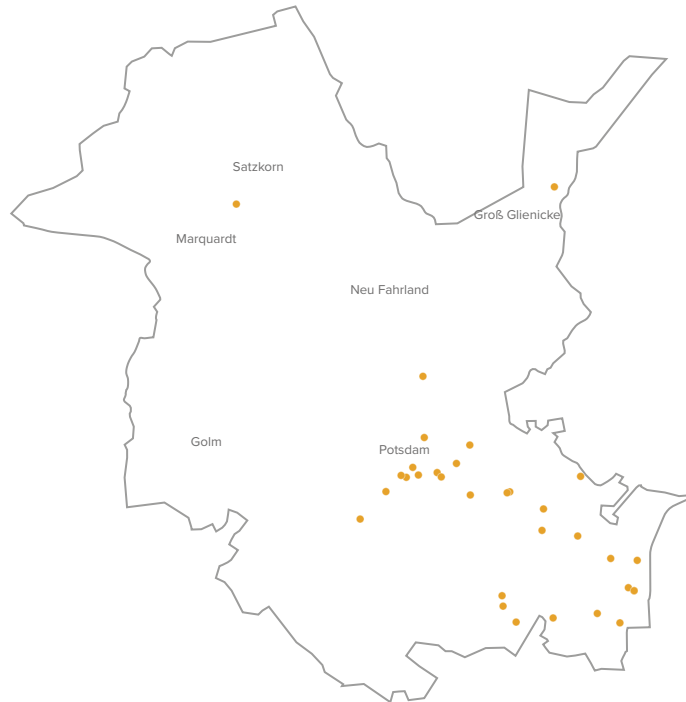 Satzkorn
Groß Glienicke
Marquardt
Neu Fahrland
Golm
Potsdam